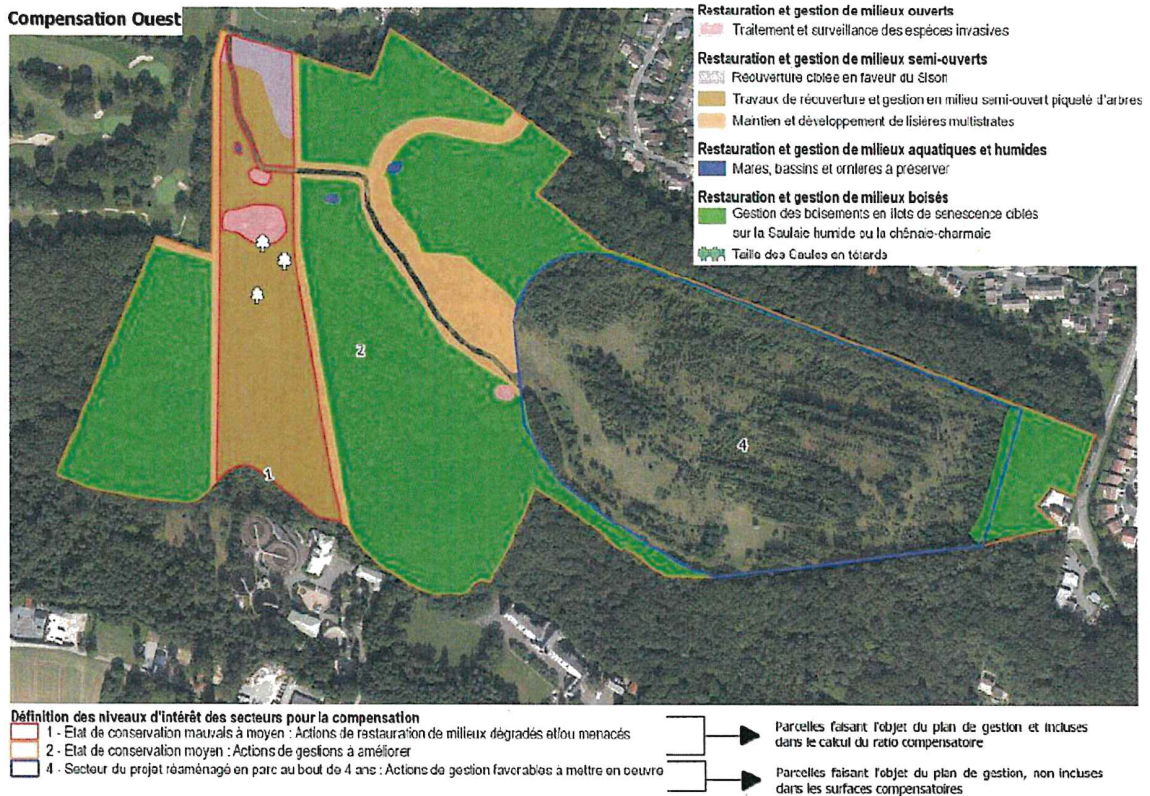 Compensation Ouest
Restauration et gestion de milieux ouverts
Traitement et surveillance des espèces invasives
Restauration et gestion de milieux semi-ouverts
Réouverture ciblée en faveur du Sison
Travaux de réouverture et gestion en milieu semi-ouvert piqueté d'arbres
Maintien et développement de lisières multistrates
Restauration et gestion de milieux aquatiques et humides
Mares, bassins et ornières à préserver
Restauration et gestion de milieux boisés
Gestion des boisements en ilots de senescence ciblés
sur la Saulaie humide ou la chênaie-charmaie
Taille des Saules en têtards
2
4
1
Définition des niveaux d'intérêt des secteurs pour la compensation
1 - Etat de conservation mauvais à moyen : Actions de restauration de milieux dégradés et/ou menacés
2 - Etat de conservation moyen : Actions de gestions à améliorer
4 - Secteur du projet réaménagé en parc au bout de 4 ans : Actions de gestion favorables à mettre en oeuvre
Parcelles faisant l'objet du plan de gestion et incluses
dans le calcul du ratio compensatoire
Parcelles faisant l'objet du plan de gestion, non incluses
dans les surfaces compensatoires